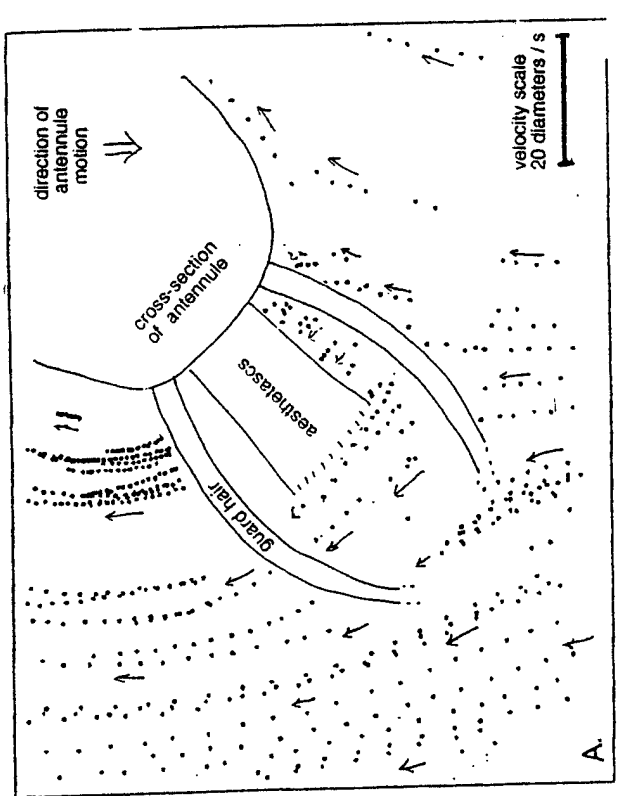 direction of
antennule
motion
cross-section
of antennule
aesthetascs
guard hair
velocity scale
20 diameters / s
A.